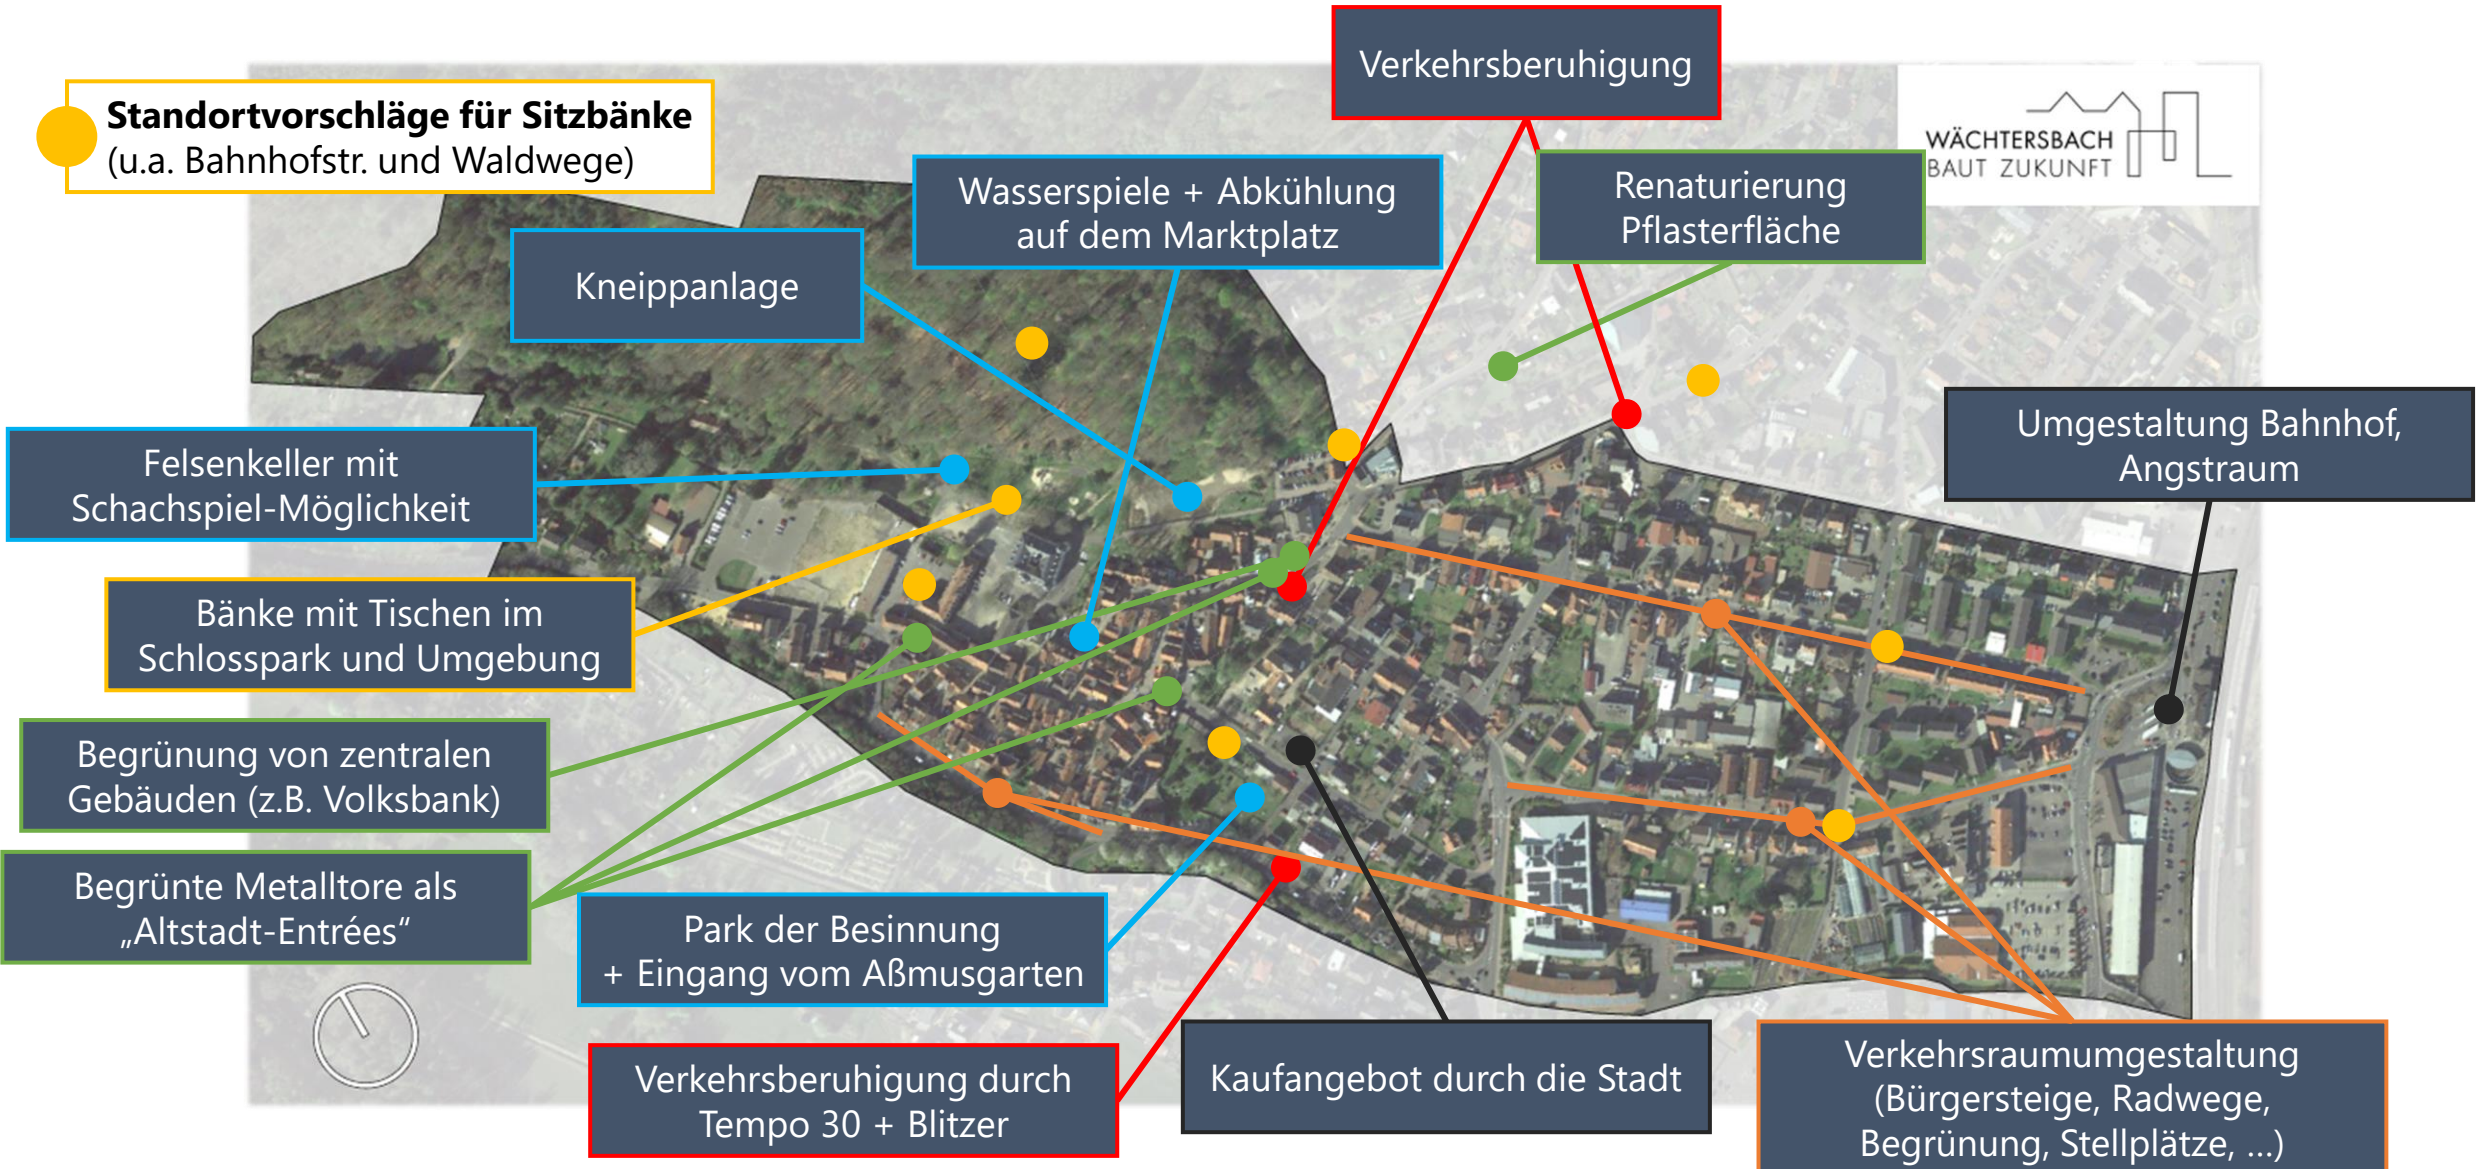 Verkehrsberuhigung
Standortvorschläge für Sitzbänke
(u.a. Bahnhofstr. und Waldwege)
WÄCHTERSBACH
BAUT ZUKUNFT
Wasserspiele + Abkühlung
auf dem Marktplatz
Renaturierung
Pflasterfläche
Kneippanlage
Umgestaltung Bahnhof,
Angstraum
Felsenkeller mit
Schachspiel-Möglichkeit
Bänke mit Tischen im
Schlosspark und Umgebung
Begrünung von zentralen
Gebäuden (z.B. Volksbank)
Begrünte Metalltore als
„Altstadt-Entrées“
Park der Besinnung
+ Eingang vom Aßmusgarten
Verkehrsberuhigung durch
Tempo 30 + Blitzer
Kaufangebot durch die Stadt
Verkehrsraumumgestaltung
(Bürgersteige, Radwege,
Begrünung, Stellplätze, ...)